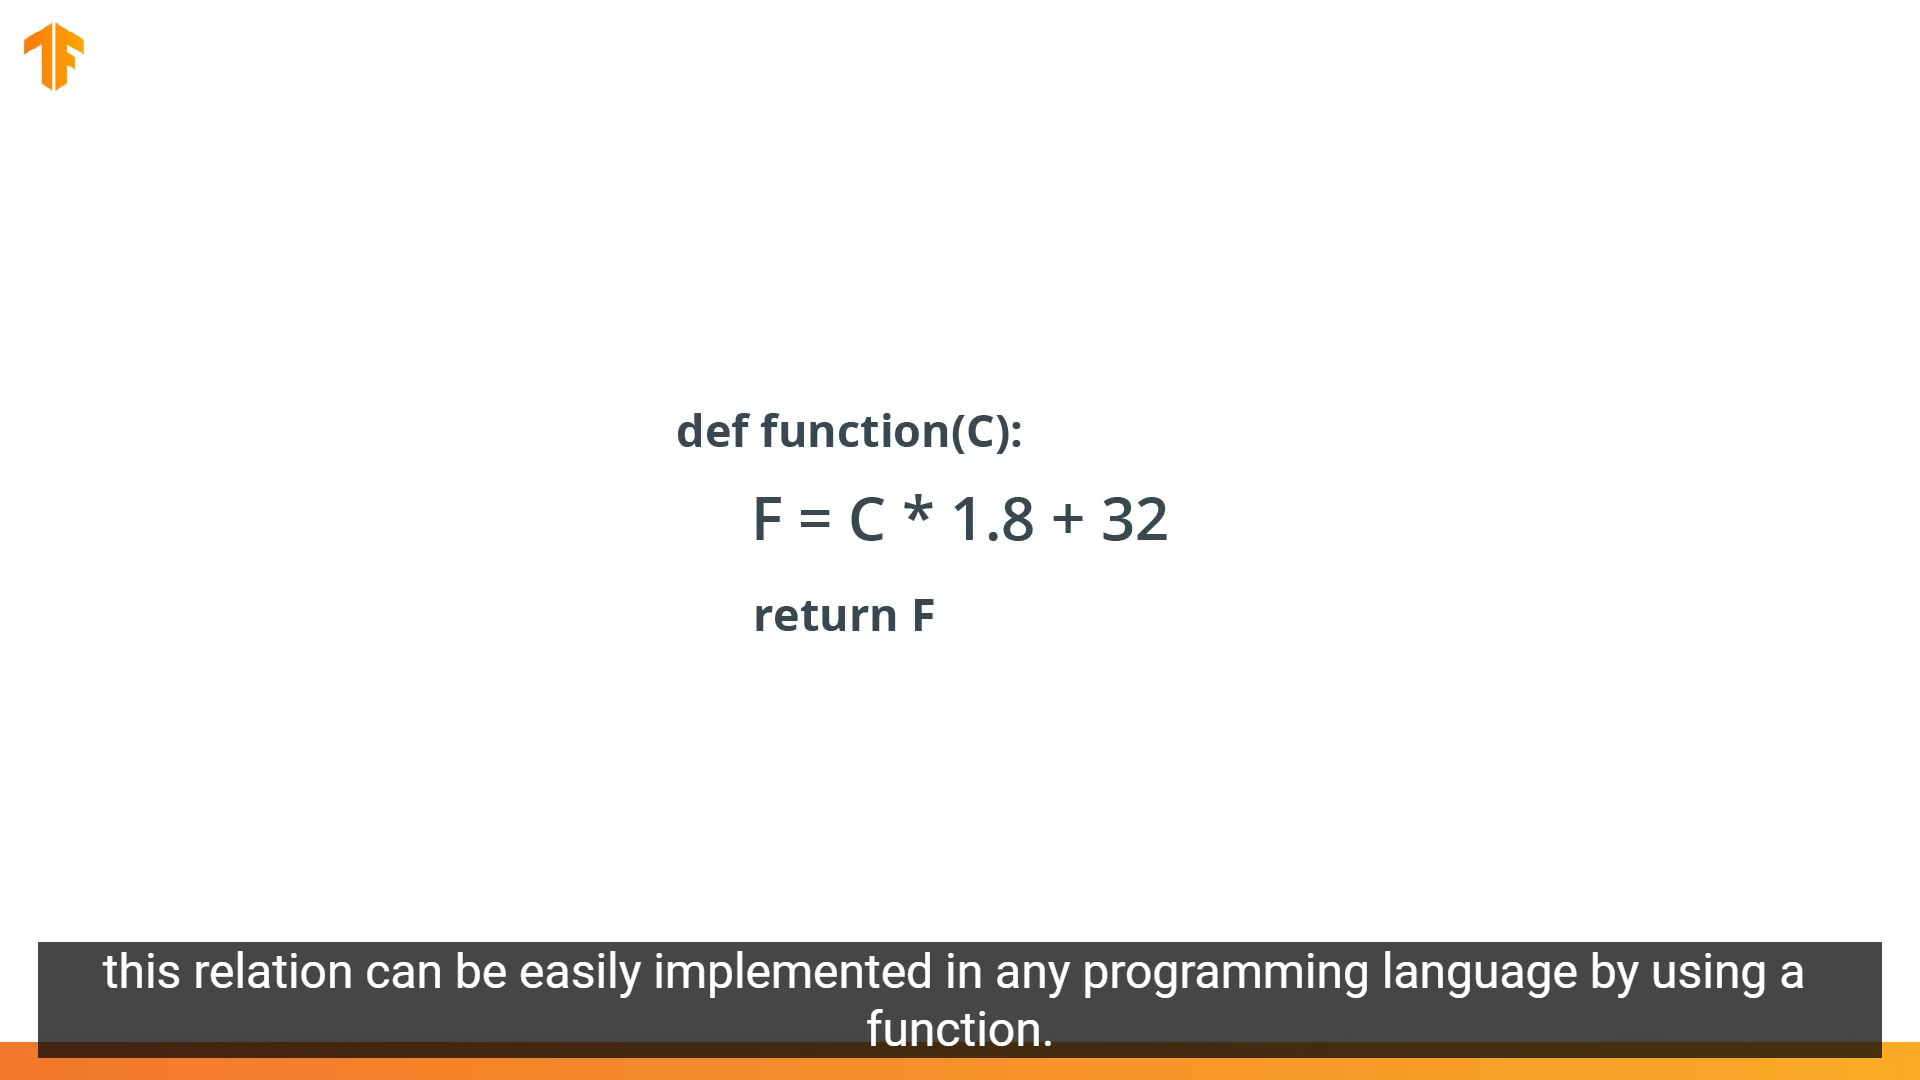 def function(C):
F = C * 1.8 + 32
return F
this relation can be easily implemented in any programming language by using a
function.